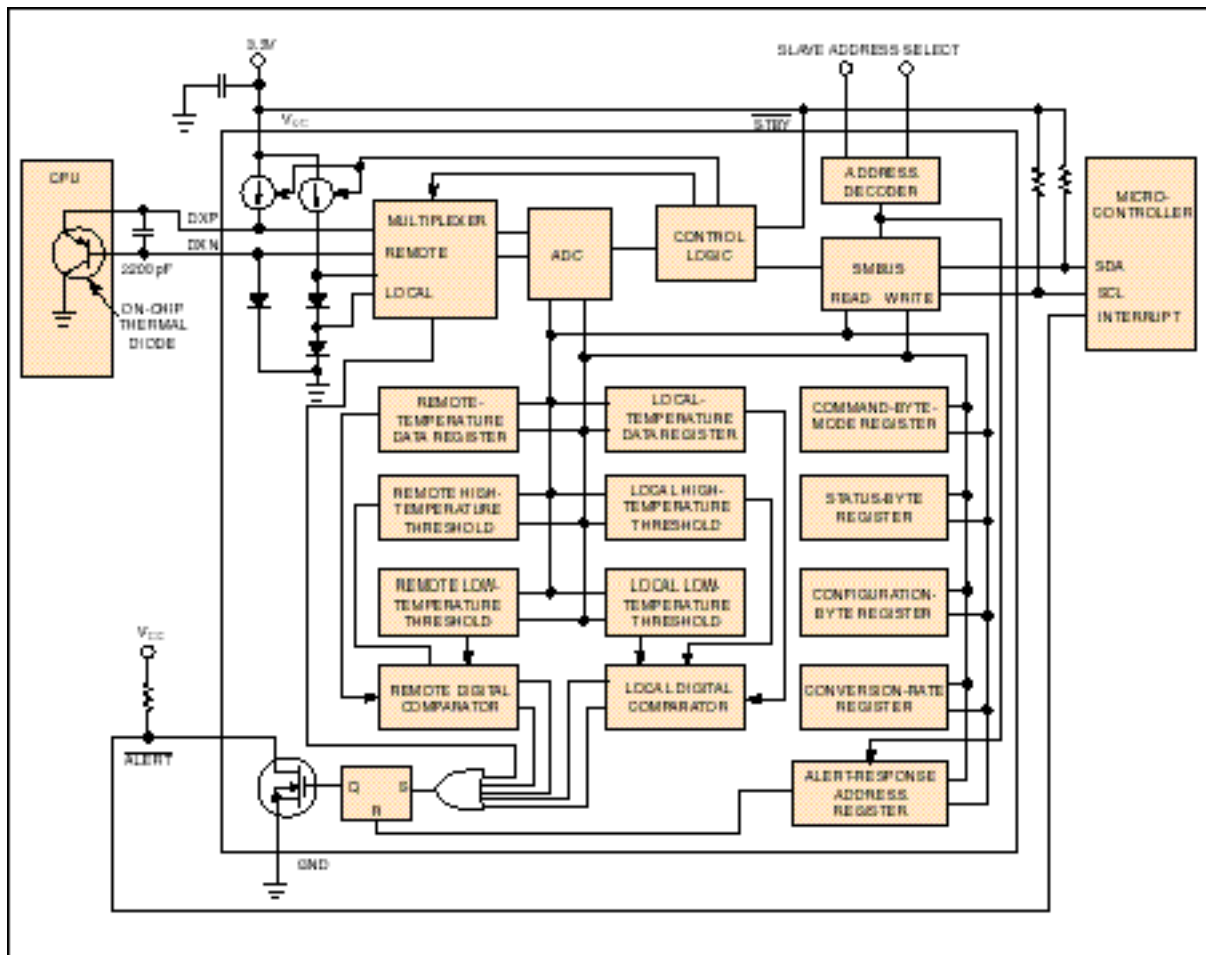 3.3V
SLAVE ADDRESS SELECT
VCC
STBY
CPU
ADDRESS
DECODER
MICRO-
CONTROLLER
DXP
MULTIPLEXER
CONTROL
LOGIC
DXN
REMOTE
ADC
SMBUS
SDA
2200pF
LOCAL
READ WRITE
SCL
INTERRUPT
ON-CHIP
THERMAL
DIODE
REMOTE-
TEMPERATURE
DATA REGISTER
LOCAL-
TEMPERATURE
DATA REGISTER
COMMAND-BYTE-
MODE REGISTER
REMOTE HIGH-
TEMPERATURE
THRESHOLD
LOCAL HIGH-
TEMPERATURE
THRESHOLD
STATUS-BYTE
REGISTER
REMOTE LOW-
TEMPERATURE
THRESHOLD
LOCAL LOW-
TEMPERATURE
THRESHOLD
CONFIGURATION-
BYTE REGISTER
VCC
REMOTE DIGITAL
COMPARATOR
LOCAL DIGITAL
COMPARATOR
CONVERSION-RATE
REGISTER
ALERT
Q
S
R
ALERT-RESPONSE
ADDRESS
REGISTER
GND